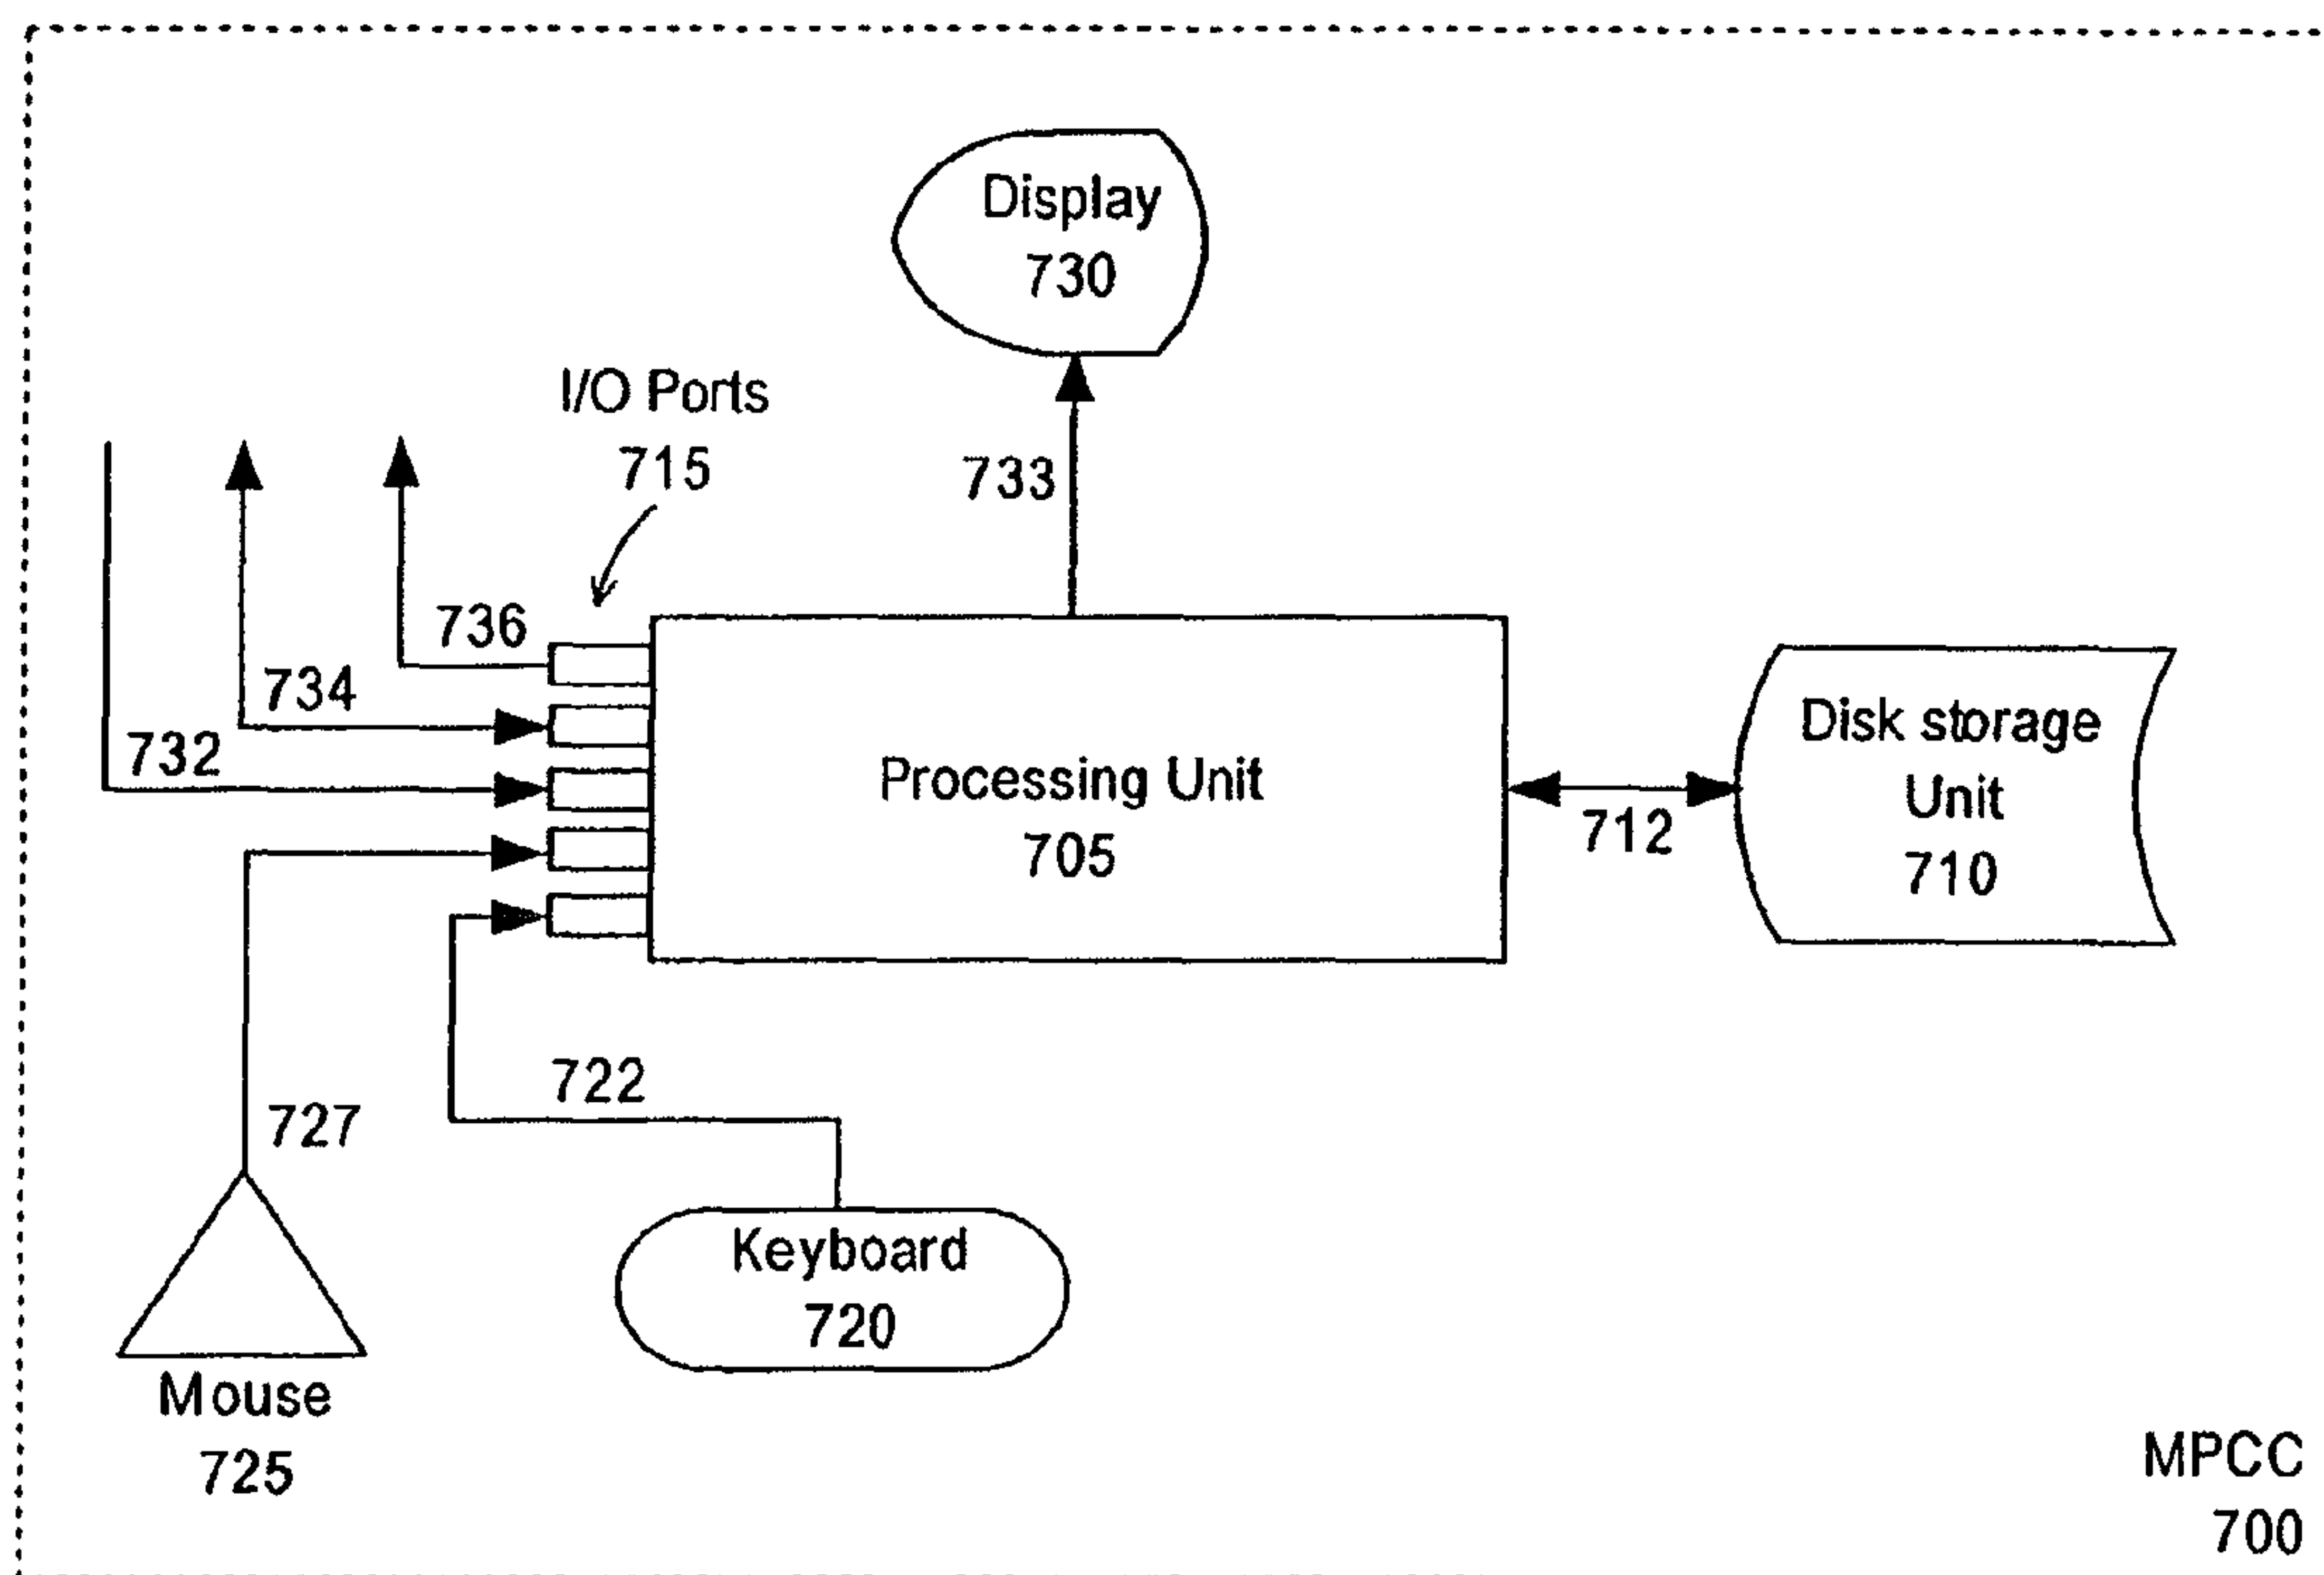 Display
730
I/O Ports
715
733
736
734
732
Processing Unit
705
Disk storage
Unit
710
712
722
727
Keyboard
720
Mouse
725
MPCC
700